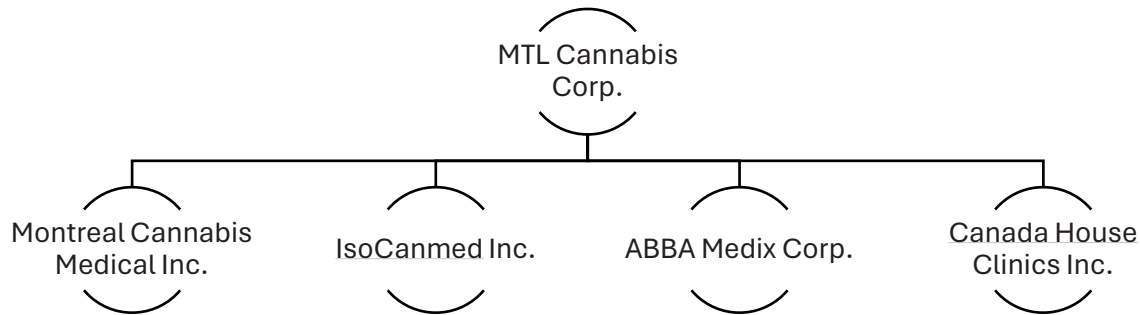 MTL Cannabis
Corp.
Montreal Cannabis
Medical Inc.
IsoCanmed Inc.
ABBA Medix Corp.
Canada House
Clinics Inc.